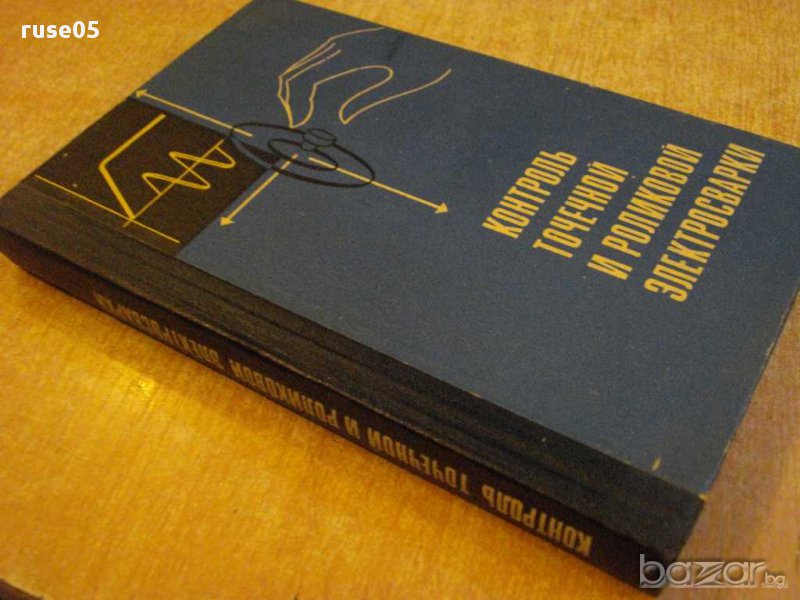 ruse05
КОНТРОЛЬ
ТОЧЕЧНОЙ
И РОЛИКОВОЙ
ЭЛЕКТРОСВАРКИ
КОНТРОЛЬ ТОЧЕЧНОЙ И РОЛИКОВОЙ ЭЛЕКТРОСВАРКИ
bazar.bg